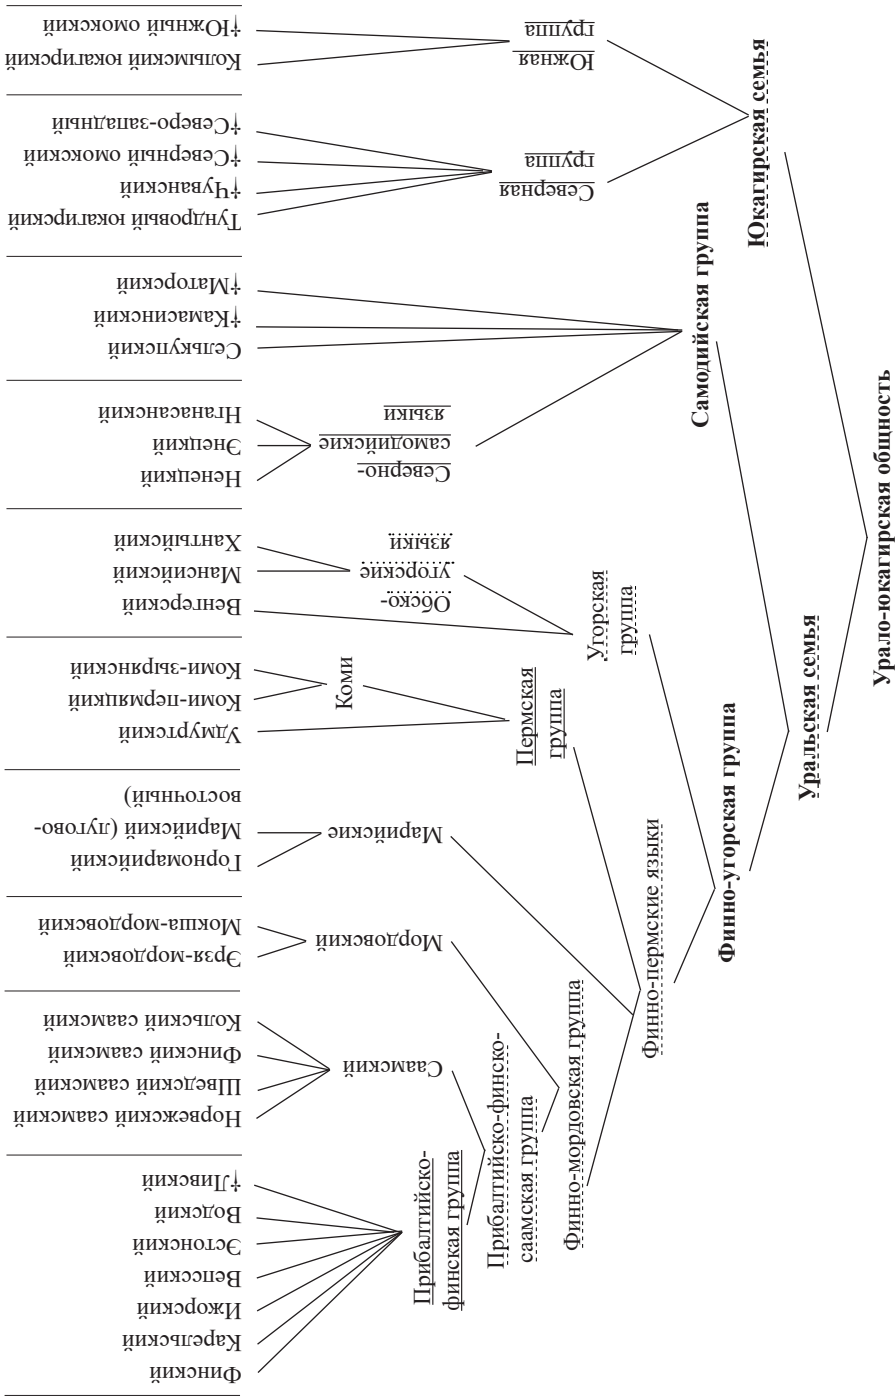 Финский
Карельский
Ижорский
Вепсский
Эстонский
Водский
†Ливский
Норвежский саамский
Шведский саамский
Финский саамский
Кольский саамский
Эрзя-мордовский
Мокша-мордовский
Горномарийский
Марийский (лугово-
восточный)
Удмуртский
Коми-пермяцкий
Коми-зырянский
Венгерский
Мансийский
Хантыйский
Ненецкий
Энецкий
Нганасанский
Селькупский
†Камасинский
†Маторский
Тундровый юкагирский
†Чуванский
†Северный омокский
†Северо-западный
Колымский юкагирский
†Южный омокский
Прибалтийско-
финская группа
Саамский
Прибалтийско-финско-
саамская группа
Мордовский
Финно-мордовская группа
Марийские
Коми
Пермская
группа
Финно-пермские языки
Обско-
угорские
языки
Угорская
группа
Финно-угорская группа
Северно-
самодийские
языки
Самодийская группа
Уральская семья
Северная
группа
Южная
группа
Юкагирская семья
Урало-юкагирская общность